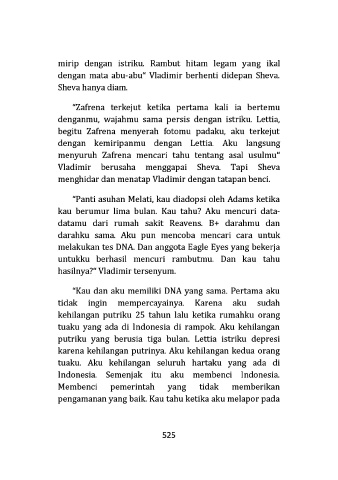 mirip dengan istriku. Rambut hitam legam yang ikal
dengan mata abu-abu" Vladimir berhenti didepan Sheva.
Sheva hanya diam.
"Zafrena terkejut ketika pertama kali ia bertemu
denganmu, wajahmu sama persis dengan istriku. Lettia,
begitu Zafrena menyerah fotomu padaku, aku terkejut
dengan kemiripanmu dengan Lettia. Aku langsung
menyuruh Zafrena mencari tahu tentang asal usulmu"
Vladimir berusaha menggapai Sheva. Tapi Sheva
menghidar dan menatap Vladimir dengan tatapan benci.
"Panti asuhan Melati, kau diadopsi oleh Adams ketika
kau berumur lima bulan. Kau tahu? Aku mencuri data-
datamu dari rumah sakit Reavens. B+ darahmu dan
darahku sama. Aku pun mencoba mencari cara untuk
melakukan tes DNA. Dan anggota Eagle Eyes yang bekerja
untukku berhasil mencuri rambutmu. Dan kau tahu
hasilnya?" Vladimir tersenyum.
"Kau dan aku memiliki DNA yang sama. Pertama aku
tidak ingin mempercayainya. Karena aku sudah
kehilangan putriku 25 tahun lalu ketika rumahku orang
tuaku yang ada di Indonesia di rampok. Aku kehilangan
putriku yang berusia tiga bulan. Lettia istriku depresi
karena kehilangan putrinya. Aku kehilangan kedua orang
tuaku. Aku kehilangan seluruh hartaku yang ada di
Indonesia. Semenjak itu aku membenci Indonesia.
Membenci pemerintah yang tidak memberikan
pengamanan yang baik. Kau tahu ketika aku melapor pada
525